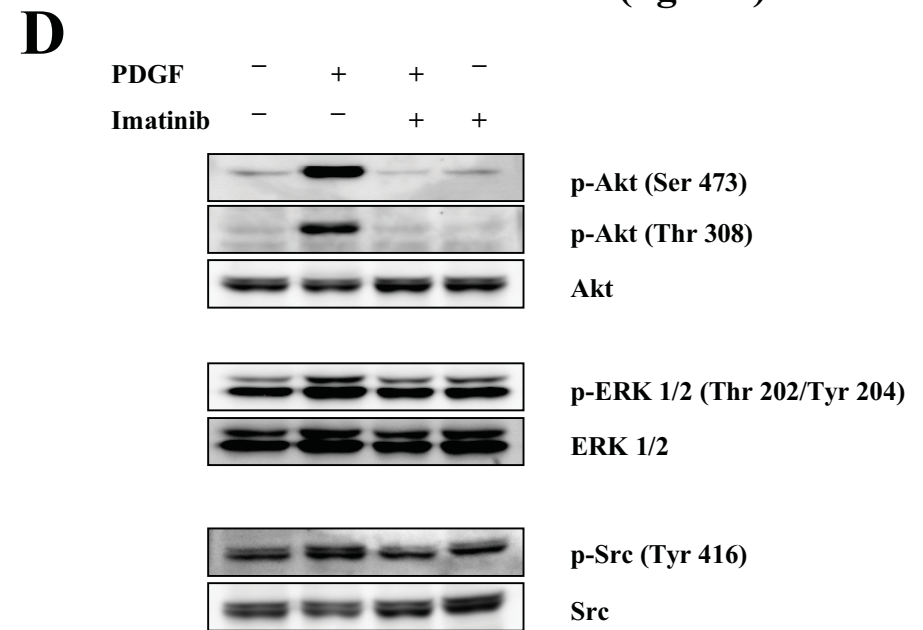 D
PDGF − + + −
Imatinib − − + +
p-Akt (Ser 473)
p-Akt (Thr 308)
Akt
p-ERK 1/2 (Thr 202/Tyr 204)
ERK 1/2
p-Src (Tyr 416)
Src